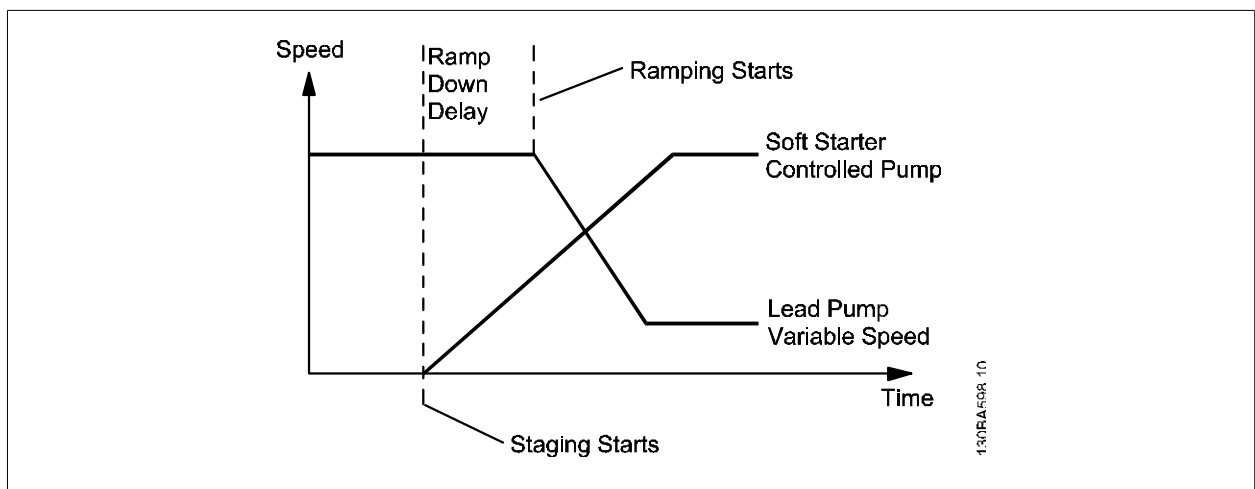 Speed
Ramp
Down
Delay
Ramping Starts
Soft Starter
Controlled Pump
Lead Pump
Variable Speed
Time
Staging Starts
130BA598.10